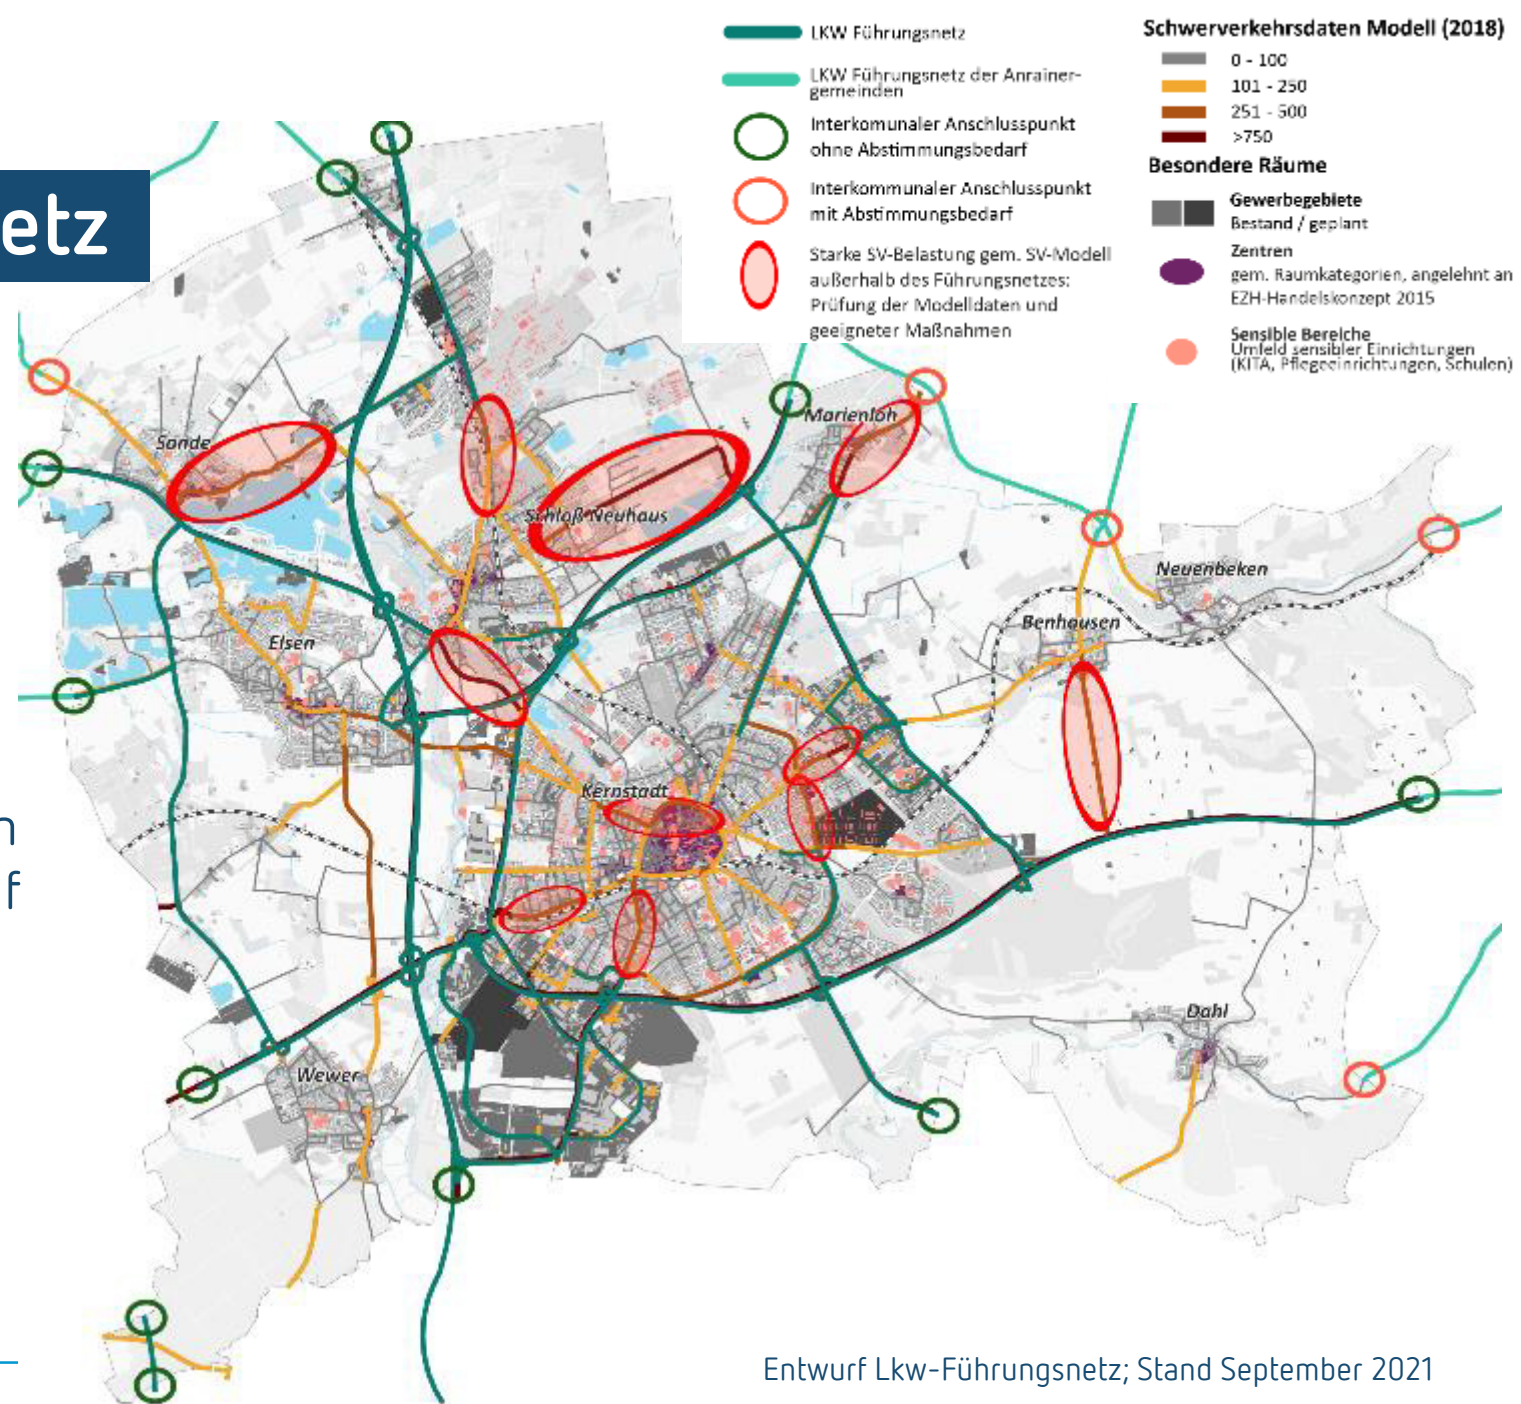 etz
n
f
LKW Führungsnetz
LKW Führungsnetz der Anrainer-
gemeinden
Interkomunaler Anschlusspunkt
ohne Abstimmungsbedarf
Interkommunaler Anschlusspunkt
mit Abstimmungsbedarf
Starke SV-Belastung gem. SV-Modell
außerhalb des Führungsnetzes:
Prüfung der Modelldaten und
geeigneter Maßnahmen
Schwerverkehrsdaten Modell (2018)
0 - 100
101 - 250
251 - 500
>750
Besondere Räume
Gewerbegebiete
Bestand / geplant
Zentren
gem. Raumkategorien, angelehnt an
EZH-Handelskonzept 2015
Sensible Bereiche
Umfeld sensibler Einrichtungen
(KITA, Pflegeeinrichtungen, Schulen)
Marienloh
Sande
Schloß Neuhaus
Neuenbeken
Benhausen
Elsen
Kernstadt
Dahl
Wewer
Entwurf Lkw-Führungsnetz; Stand September 2021